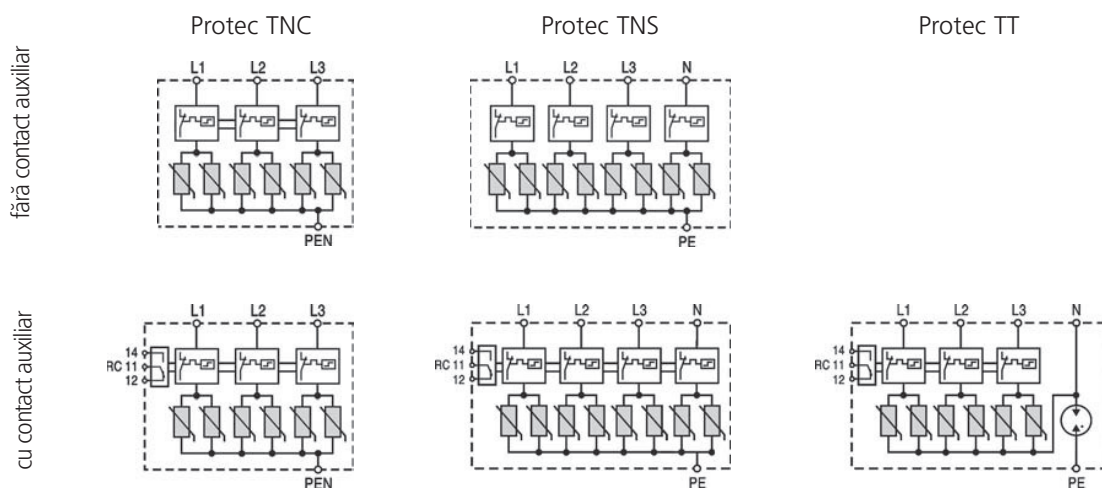 Protec TNC
Protec TNS
Protec TT
fără contact auxiliar
L1 L2 L3
PEN
L1 L2 L3 N
PE
cu contact auxiliar
L1 L2 L3
14
RC 11
12
PEN
L1 L2 L3 N
14
RC 11
12
PE
L1 L2 L3 N
14
RC 11
12
PE